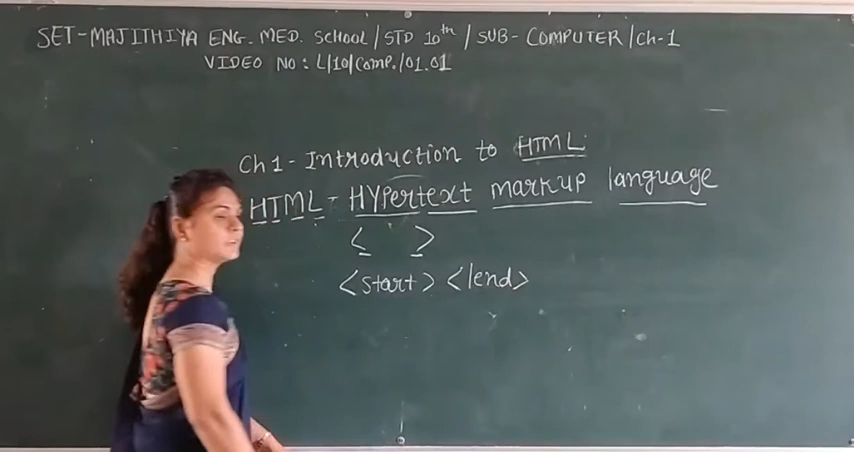 SET-MAJITHIYA ENG. MED. SCHOOL / STD 10th / SUB- COMPUTER / Ch-1
VIDEO NO: L/10/Comp./01.01
Ch 1 - Introduction to HTML
HTML - HYPertext markup language
< >
<start> </end>